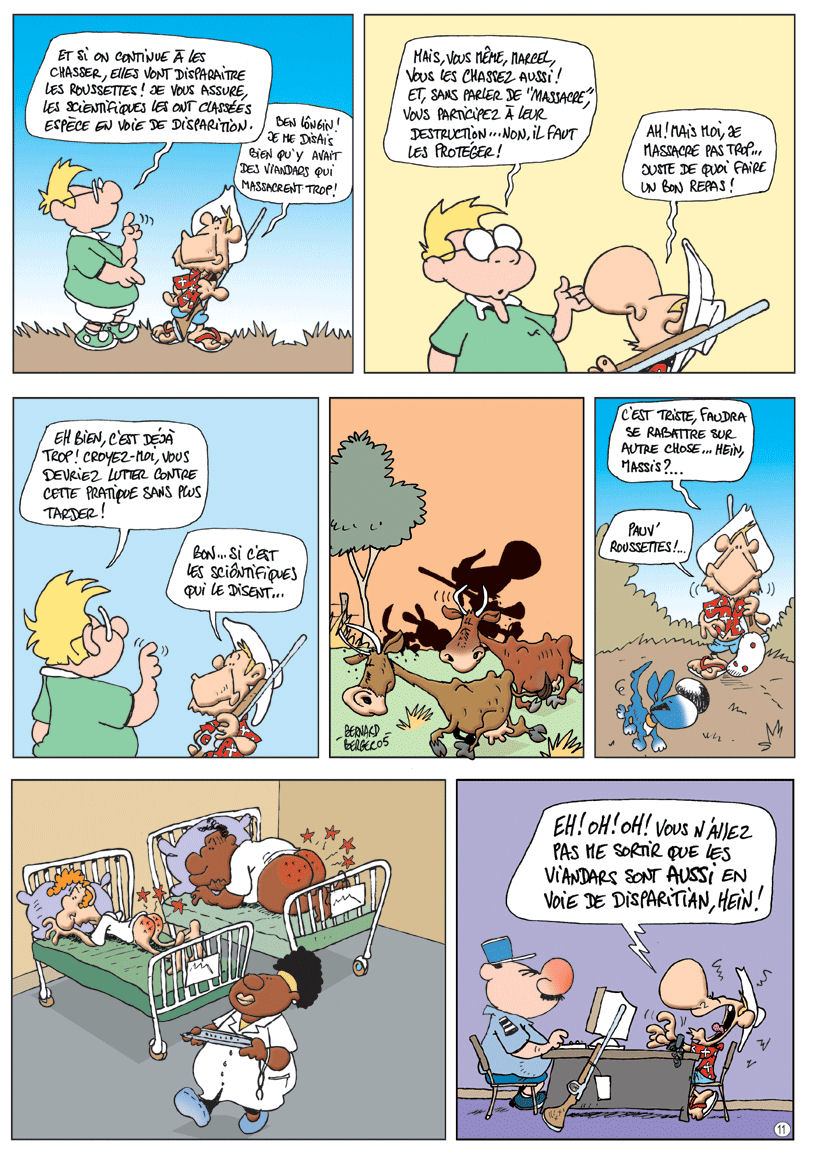 ET SI ON CONTINUE À LES
CHASSER, ELLES VONT DISPARAITRE
LES ROUSSETTES! JE VOUS ASSURE,
LES SCIENTIFIQUES LES ONT CLASSÉES
ESPÈCE EN VOIE DE DISPARITION.
BEN LONGIN!
JE ME DISAIS
BIEN QU'Y AVAIT
DES VIANDARS QUI
MASSACRENT TROP!
MAIS, VOUS MÊME, MARCEL,
VOUS LES CHASSEZ AUSSI!
ET, SANS PARLER DE "MASSACRE",
VOUS PARTICIPEZ À LEUR
DESTRUCTION...NON, IL FAUT
LES PROTÉGER!
AH! MAIS MOI, JE
MASSACRE PAS TROP...
JUSTE DE QUOI FAIRE
UN BON REPAS!
EH BIEN, C'EST DÉJÀ
TROP! CROYEZ-MOI, VOUS
DEVRIEZ LUTTER CONTRE
CETTE PRATIQUE SANS PLUS
TARDER!
BON...SI C'EST
LES SCIÔNTIFIQUES
QUI LE DISENT...
BERNARD
BERGER05
C'EST TRISTE, FAUDRA
SE RABATTRE SUR
AUTRE CHOSE... HEIN,
MASSIS?...
PAUV'
ROUSSETTES!...
EH! OH! OH! VOUS N'ALLEZ
PAS ME SORTIR QUE LES
VIANDARS SONT AUSSI EN
VOIE DE DISPARITIAN, HEIN!
11